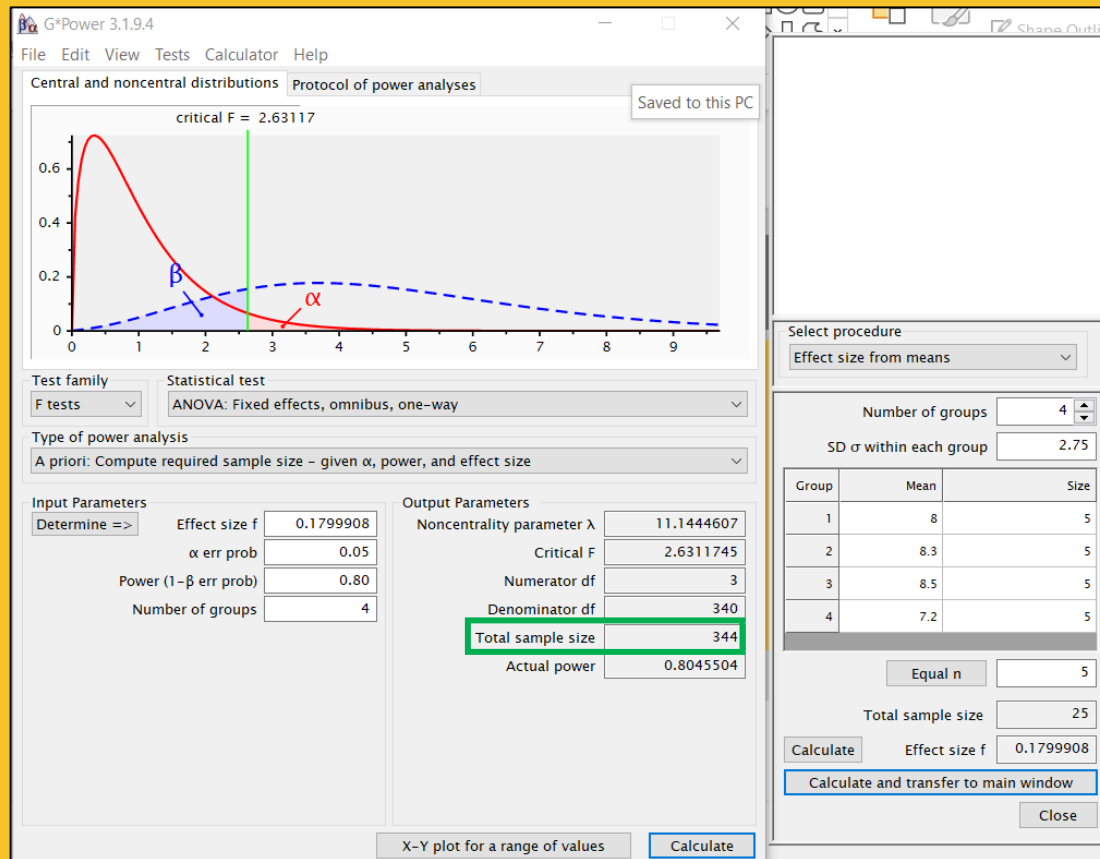 G*Power 3.1.9.4
File Edit View Tests Calculator Help
Central and noncentral distributions Protocol of power analyses
Saved to this PC
Shape Outli
critical F = 2.63117
0.6
0.4
0.2
0
β
α
0 1 2 3 4 5 6 7 8 9
Test family Statistical test
F tests ANOVA: Fixed effects, omnibus, one-way
Type of power analysis
A priori: Compute required sample size – given α, power, and effect size
Input Parameters
Determine => Effect size f 0.1799908
α err prob 0.05
Power (1-β err prob) 0.80
Number of groups 4
Output Parameters
Noncentrality parameter λ 11.1444607
Critical F 2.6311745
Numerator df 3
Denominator df 340
Total sample size 344
Actual power 0.8045504
X-Y plot for a range of values Calculate
Select procedure
Effect size from means
Number of groups 4
SD σ within each group 2.75
Group Mean Size
1 8 5
2 8.3 5
3 8.5 5
4 7.2 5
Equal n 5
Total sample size 25
Calculate Effect size f 0.1799908
Calculate and transfer to main window
Close